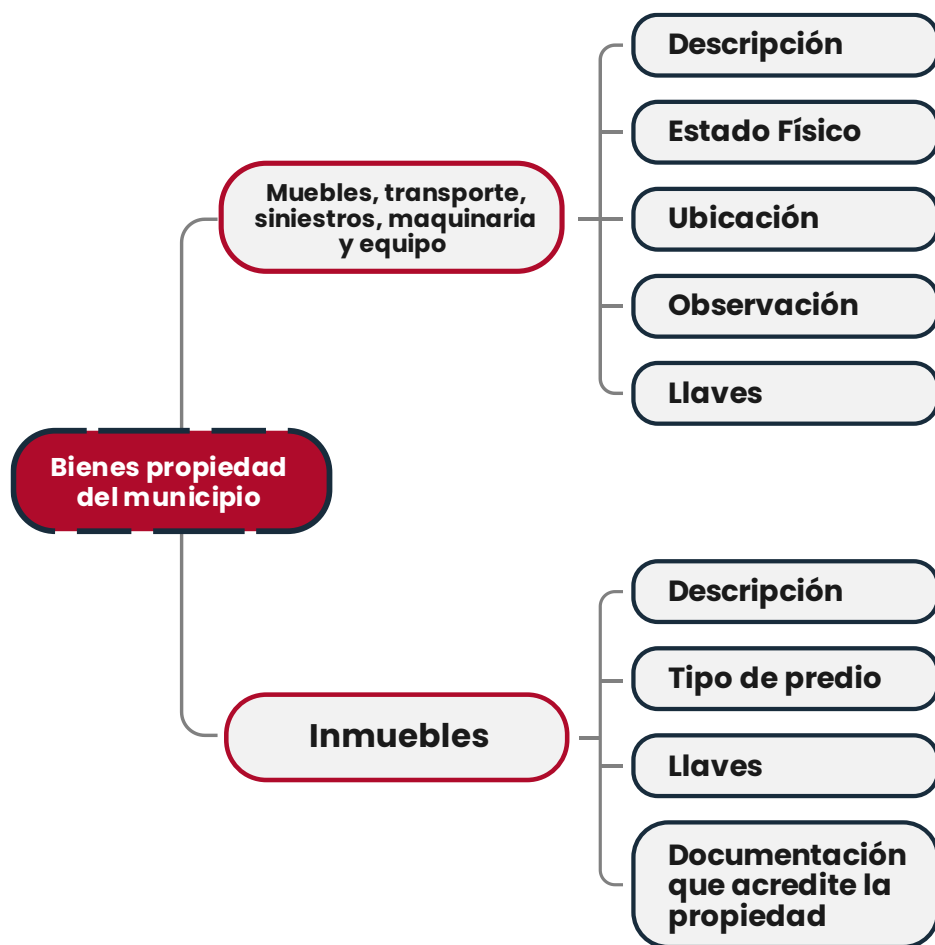 Descripción
Estado Físico
Muebles, transporte,
siniestros, maquinaria
y equipo
Ubicación
Observación
Llaves
Bienes propiedad
del municipio
Descripción
Tipo de predio
Inmuebles
Llaves
Documentación
que acredite la
propiedad